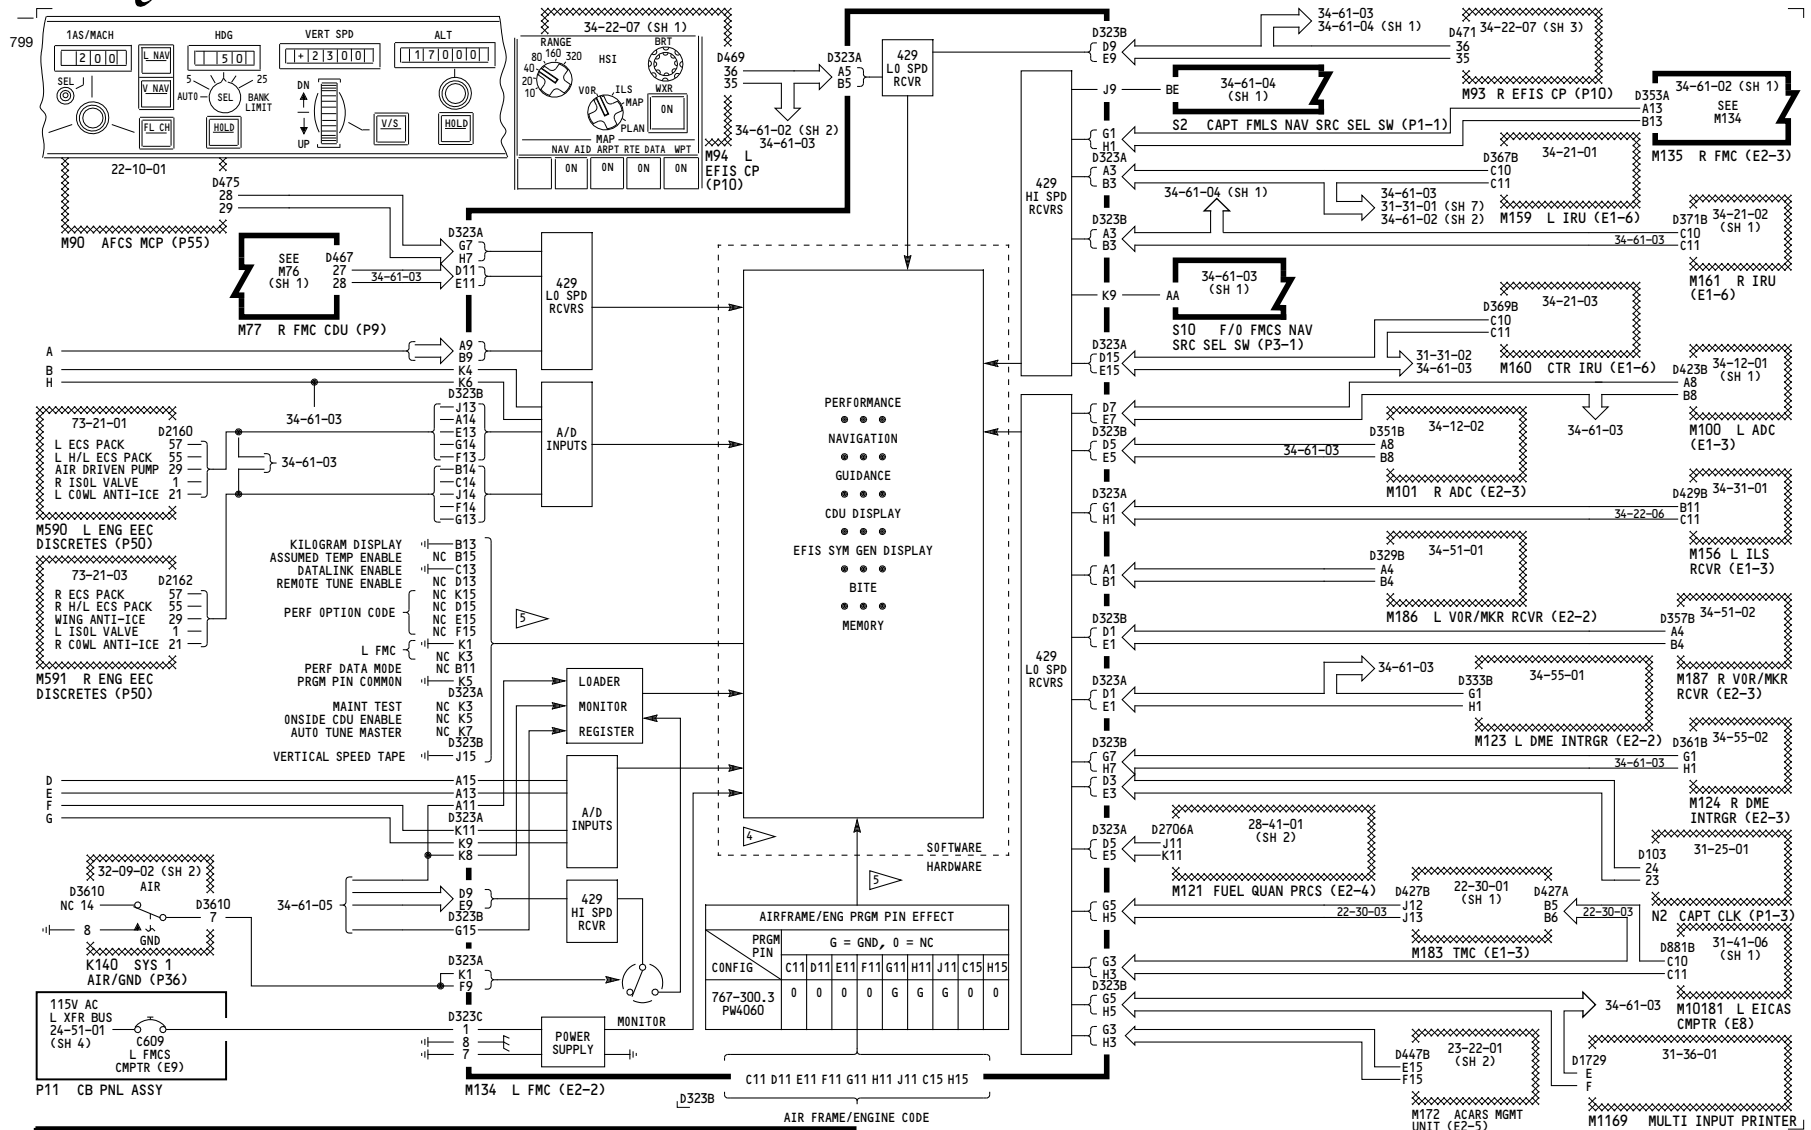 799
1AS/MACH
HDG
VERT SPD
ALT
200
L NAV
50
+2300
17000
SEL
V NAV
5
25
AUTO
SEL
BANK
LIMIT
DN
UP
FL CH
HOLD
V/S
HOLD
22-10-01
D475
28
29
M90 AFCS MCP (P55)
34-22-07 (SH 1)
RANGE
10
20
40
80
160
320
HSI
BRT
VOR
ILS
MAP
PLAN
WXR
ON
MAP
NAV AID ARPT RTE DATA WPT
ON
ON
ON
ON
D469
36
35
M94 L
EFIS CP
(P10)
34-61-02 (SH 2)
34-61-03
D323A
A5
B5
429
LO SPD
RCVR
SEE
M76
(SH 1)
D467
27
28
34-61-03
M77 R FMC CDU (P9)
D323A
G7
H7
D11
E11
429
LO SPD
RCVRS
A
A9
B9
B
K4
H
K6
34-61-03
D323B
J13
A14
E13
G14
F13
B14
C14
J14
F14
G13
A/D
INPUTS
73-21-01
D2160
L ECS PACK 57
L H/L ECS PACK 55
AIR DRIVEN PUMP 29
R ISOL VALVE 1
L COWL ANTI-ICE 21
34-61-03
M590 L ENG EEC
DISCRETES (P50)
73-21-03
D2162
R ECS PACK 57
R H/L ECS PACK 55
WING ANTI-ICE 29
L ISOL VALVE 1
R COWL ANTI-ICE 21
M591 R ENG EEC
DISCRETES (P50)
KILOGRAM DISPLAY B13
ASSUMED TEMP ENABLE NC B15
DATALINK ENABLE C13
REMOTE TUNE ENABLE NC D13
NC K15
PERF OPTION CODE NC D15
NC E15
NC F15
L FMC K1
NC K3
PERF DATA MODE NC B11
PRGM PIN COMMON K5
D323A
MAINT TEST NC K3
ONSIDE CDU ENABLE NC K5
AUTO TUNE MASTER NC K7
D323B
VERTICAL SPEED TAPE J15
5
LOADER
MONITOR
REGISTER
D
A15
E
A13
F
A11
G
D323A
K11
K9
K8
A/D
INPUTS
34-61-05
D9
E9
D323B
G15
429
HI SPD
RCVR
32-09-02 (SH 2)
AIR
D3610
NC 14
D3610
7
8
GND
K140 SYS 1
AIR/GND (P36)
D323A
K1
F9
115V AC
L XFR BUS
24-51-01
(SH 4)
C609
L FMCS
CMPTR (E9)
P11 CB PNL ASSY
D323C
1
8
7
POWER
SUPPLY
MONITOR
M134 L FMC (E2-2)
PERFORMANCE
NAVIGATION
GUIDANCE
CDU DISPLAY
EFIS SYM GEN DISPLAY
BITE
MEMORY
4
SOFTWARE
HARDWARE
5
AIRFRAME/ENG PRGM PIN EFFECT
PRGM
PIN
CONFIG
G = GND, 0 = NC
C11 D11 E11 F11 G11 H11 J11 C15 H15
767-300.3
PW4060
0 0 0 0 G G G 0 0
C11 D11 E11 F11 G11 H11 J11 C15 H15
D323B
AIR FRAME/ENGINE CODE
429
HI SPD
RCVRS
429
LO SPD
RCVRS
D323B
D9
E9
34-61-03
34-61-04 (SH 1)
34-22-07 (SH 3)
D471
36
35
M93 R EFIS CP (P10)
J9
BE
34-61-04
(SH 1)
S2 CAPT FMLS NAV SRC SEL SW (P1-1)
34-61-02 (SH 1)
SEE
M134
D353A
A13
B13
M135 R FMC (E2-3)
G1
H1
D323A
A3
B3
D367B
C10
C11
34-21-01
M159 L IRU (E1-6)
34-61-04 (SH 1)
34-61-03
31-31-01 (SH 7)
34-61-02 (SH 2)
D323B
A3
B3
34-61-03
D371B
C10
C11
34-21-02
(SH 1)
M161 R IRU
(E1-6)
K9
AA
34-61-03
(SH 1)
S10 F/O FMCS NAV
SRC SEL SW (P3-1)
D323A
D15
E15
31-31-02
34-61-03
D369B
C10
C11
34-21-03
M160 CTR IRU (E1-6)
D7
E7
D423B
A8
B8
34-12-01
(SH 1)
M100 L ADC
(E1-3)
34-61-03
D323B
D5
E5
34-61-03
D351B
A8
B8
34-12-02
M101 R ADC (E2-3)
D323A
G1
H1
34-22-06
D429B
B11
C11
34-31-01
M156 L ILS
RCVR (E1-3)
A1
B1
D329B
A4
B4
34-51-01
M186 L VOR/MKR RCVR (E2-2)
D323B
D1
E1
D357B
A4
B4
34-51-02
M187 R VOR/MKR
RCVR (E2-3)
D323A
D1
E1
34-61-03
D333B
G1
H1
34-55-01
M123 L DME INTRGR (E2-2)
D323B
G7
H7
34-61-03
D361B
G1
H1
34-55-02
M124 R DME
INTRGR (E2-3)
D3
E3
D103
24
23
31-25-01
N2 CAPT CLK (P1-3)
D323A
D5
E5
D2706A
J11
K11
28-41-01
(SH 2)
M121 FUEL QUAN PRCS (E2-4)
G5
H5
22-30-03
D427B
J12
J13
22-30-01
(SH 1)
D427A
B5
B6
22-30-03
M183 TMC (E1-3)
G3
H3
D881B
C10
C11
31-41-06
(SH 1)
M10181 L EICAS
CMPTR (E8)
D323B
G5
H5
34-61-03
D1729
E
F
31-36-01
M1169 MULTI INPUT PRINTER
G3
H3
D447B
E15
F15
23-22-01
(SH 2)
M172 ACARS MGMT
UNIT (E2-5)